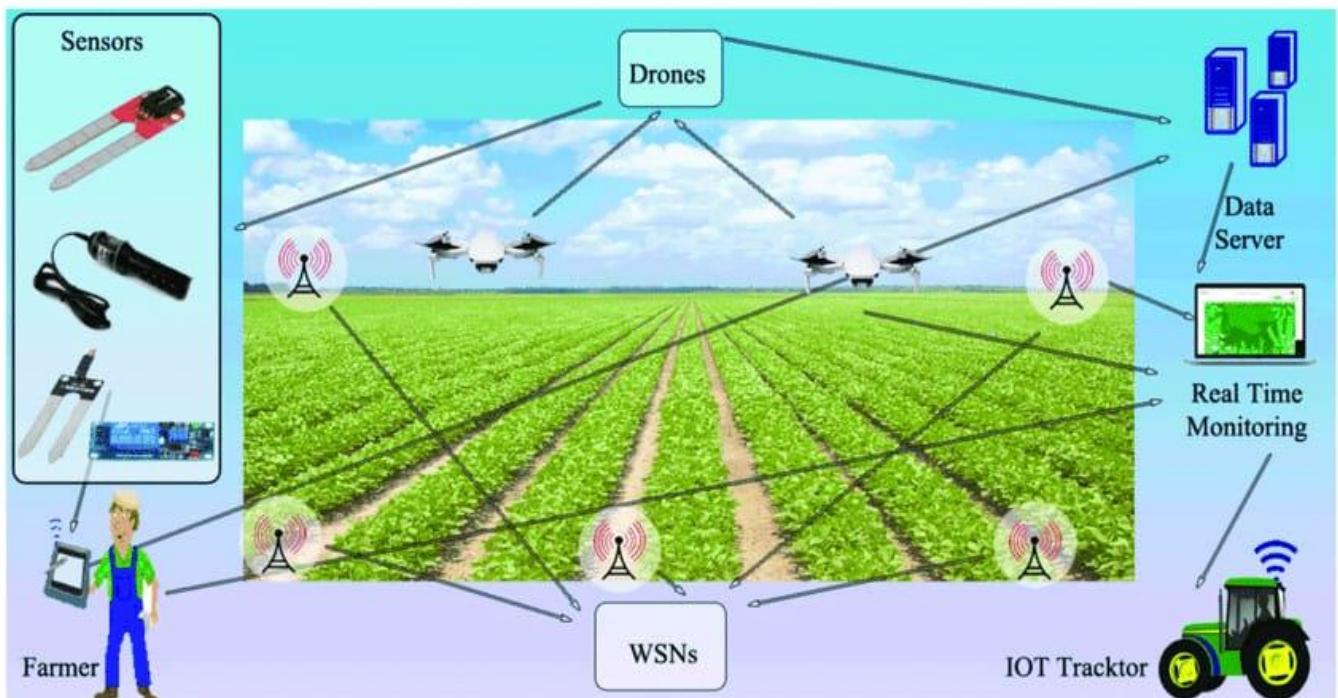 Sensors
Drones
Data
Server
Real Time
Monitoring
Farmer
WSNs
IOT Tracktor